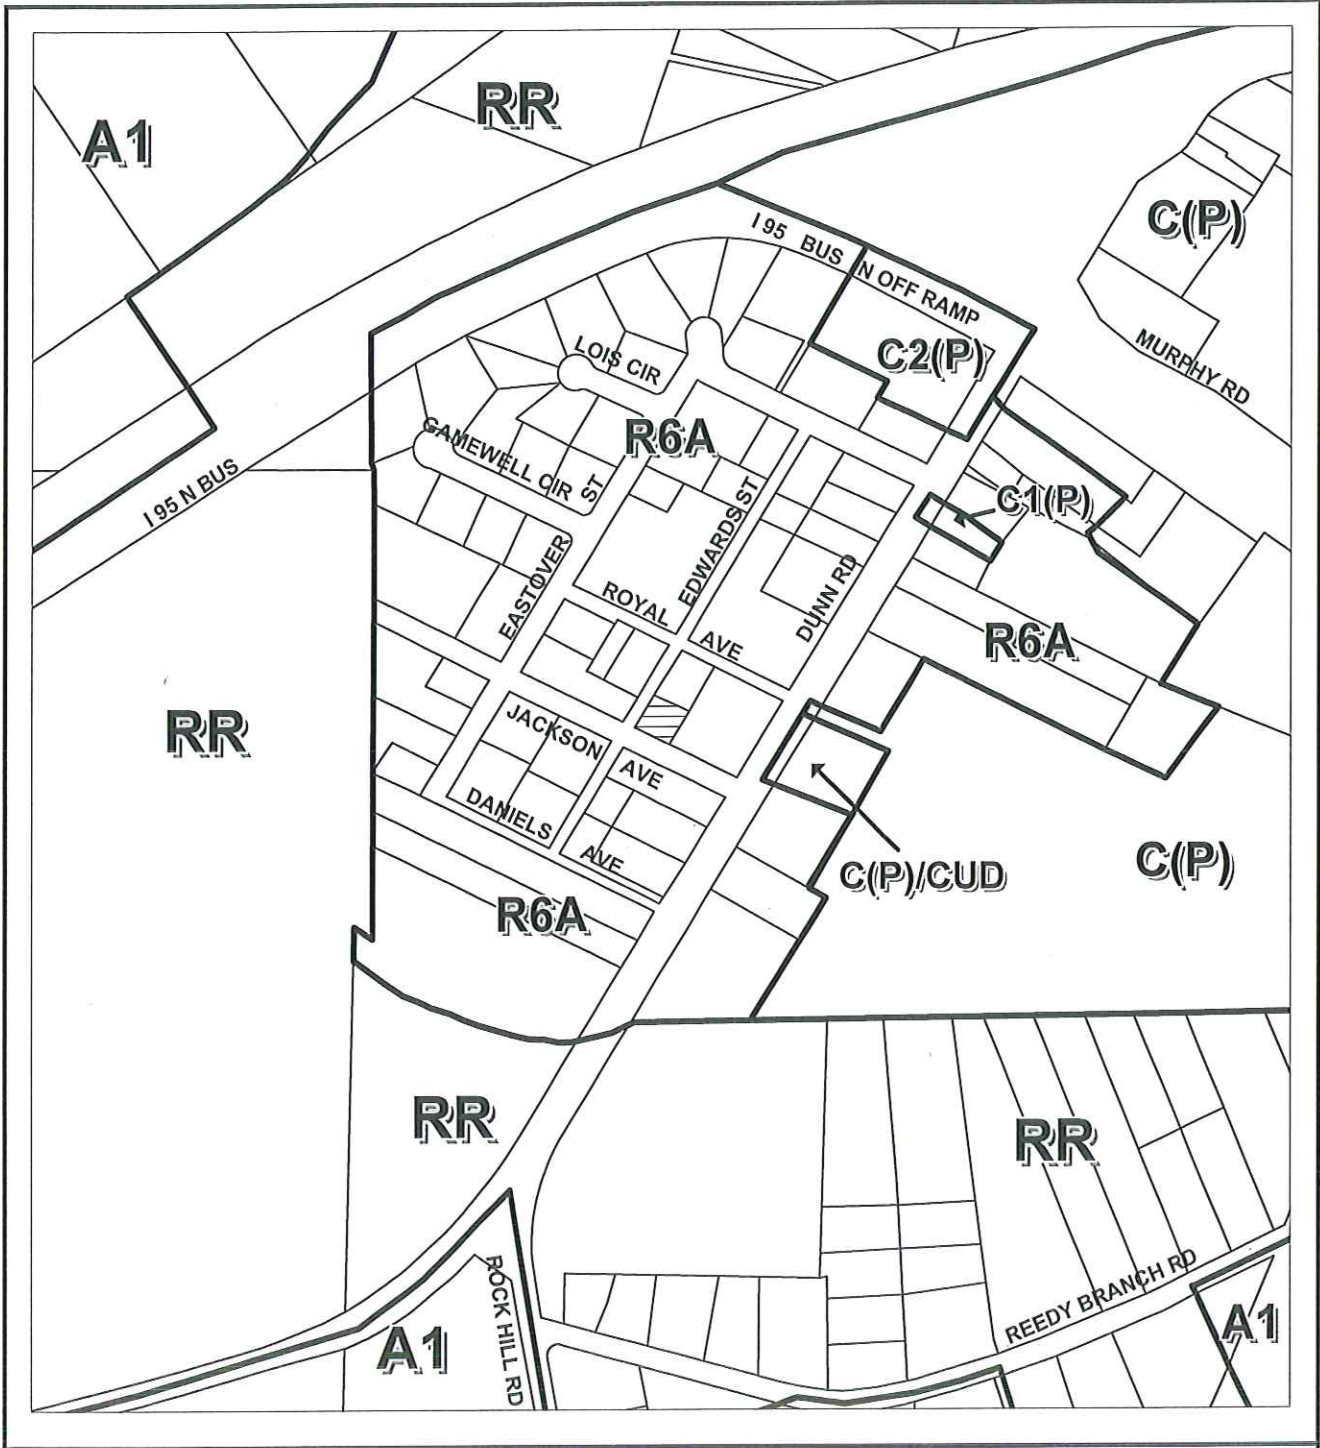 RR
A1
C(P)
I 95 BUS N OFF RAMP
C2(P)
MURPHY RD
LOIS CIR
R6A
GAMEWELL CIR
I 95 N BUS
EASTOVER ST
EDWARDS ST
C1(P)
DUNN RD
ROYAL AVE
R6A
RR
JACKSON AVE
DANIELS AVE
C(P)/CUD
C(P)
R6A
RR
RR
ROCK HILL RD
REEDY BRANCH RD
A1
A1